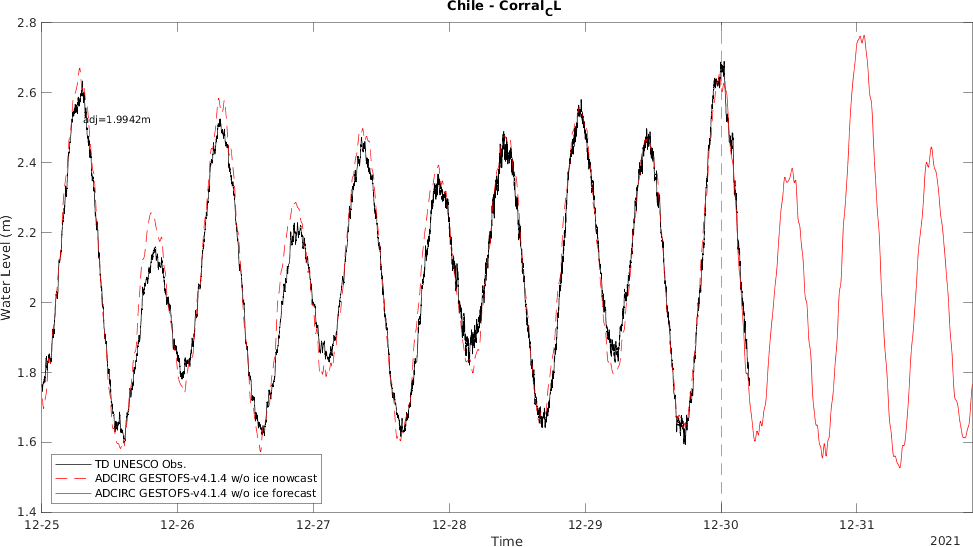 Chile - Corral_CL
2.8
2.6
2.4
2.2
2
1.8
1.6
1.4
Water Level (m)
adj=1.9942m
TD UNESCO Obs.
ADCIRC GESTOFS-v4.1.4 w/o ice nowcast
ADCIRC GESTOFS-v4.1.4 w/o ice forecast
12-25 12-26 12-27 12-28 12-29 12-30 12-31
Time
2021